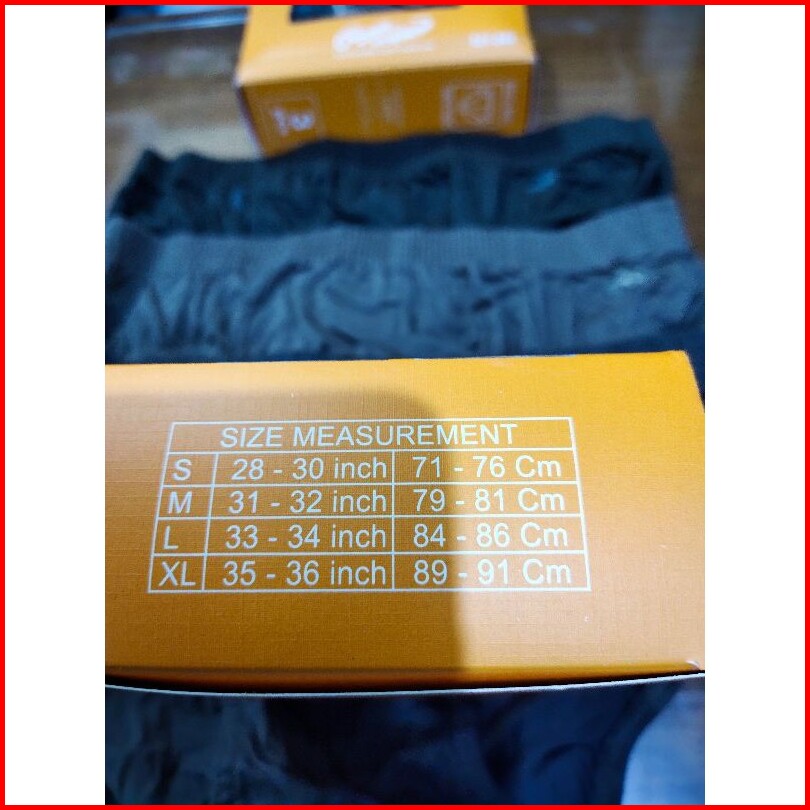 SIZE MEASUREMENT
S 28 - 30 inch 71 - 76 Cm
M 31 - 32 inch 79 - 81 Cm
L 33 - 34 inch 84 - 86 Cm
XL 35 - 36 inch 89 - 91 Cm